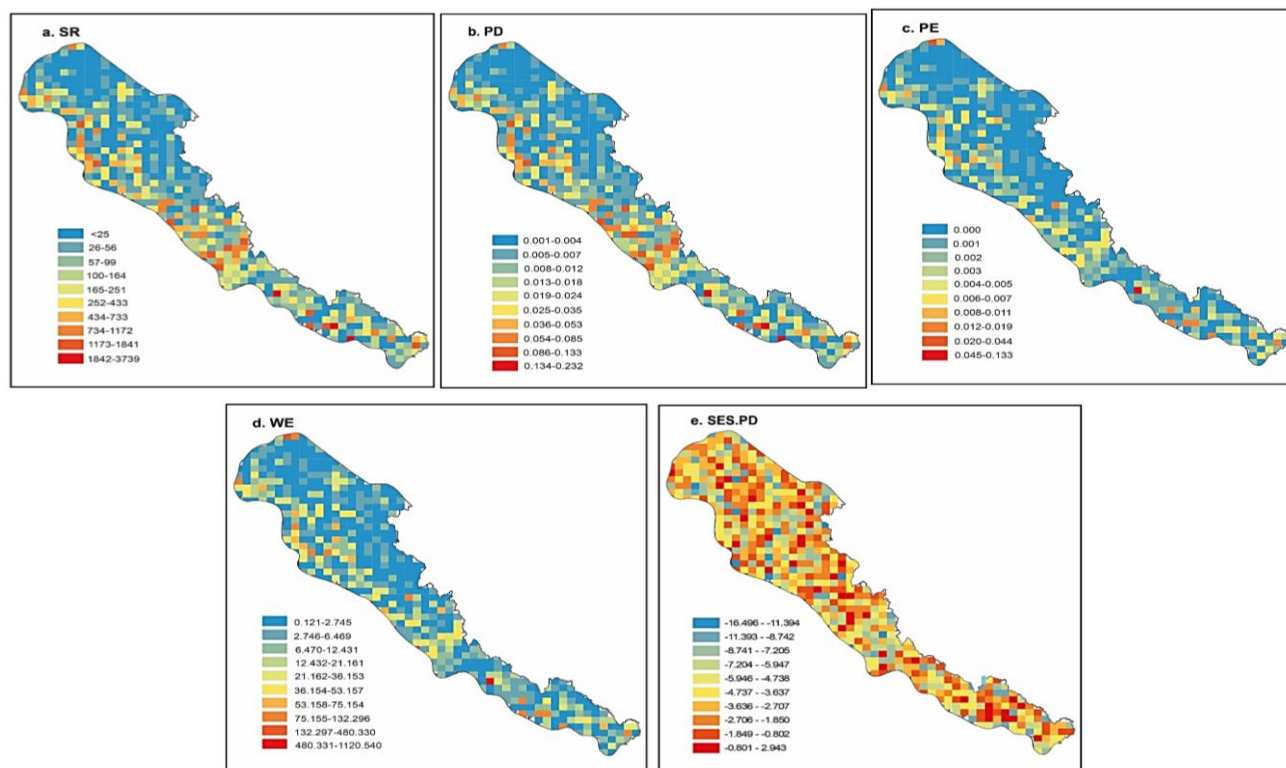 a. SR
<25
26-56
57-99
100-164
165-251
252-433
434-733
734-1172
1173-1841
1842-3739
b. PD
0.001-0.004
0.005-0.007
0.008-0.012
0.013-0.018
0.019-0.024
0.025-0.035
0.036-0.053
0.054-0.085
0.086-0.133
0.134-0.232
c. PE
0.000
0.001
0.002
0.003
0.004-0.005
0.006-0.007
0.008-0.011
0.012-0.019
0.020-0.044
0.045-0.133
d. WE
0.121-2.745
2.746-6.469
6.470-12.431
12.432-21.161
21.162-36.153
36.154-53.157
53.158-75.154
75.155-132.296
132.297-480.330
480.331-1120.540
e. SES.PD
-16.496 - -11.394
-11.393 - -8.742
-8.741 - -7.205
-7.204 - -5.947
-5.946 - -4.738
-4.737 - -3.637
-3.636 - -2.707
-2.706 - -1.850
-1.849 - -0.802
-0.801 - 2.943